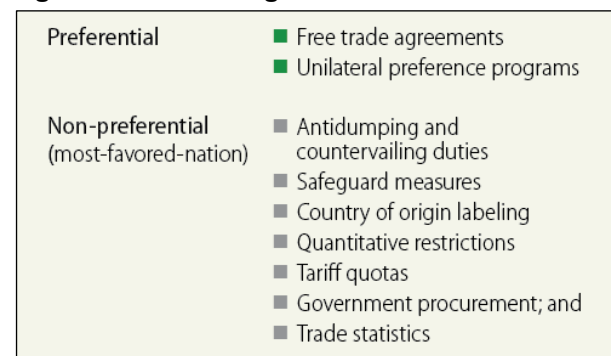 Preferential
Free trade agreements
Unilateral preference programs
Non-preferential
(most-favored-nation)
Antidumping and
countervailing duties
Safeguard measures
Country of origin labeling
Quantitative restrictions
Tariff quotas
Government procurement; and
Trade statistics